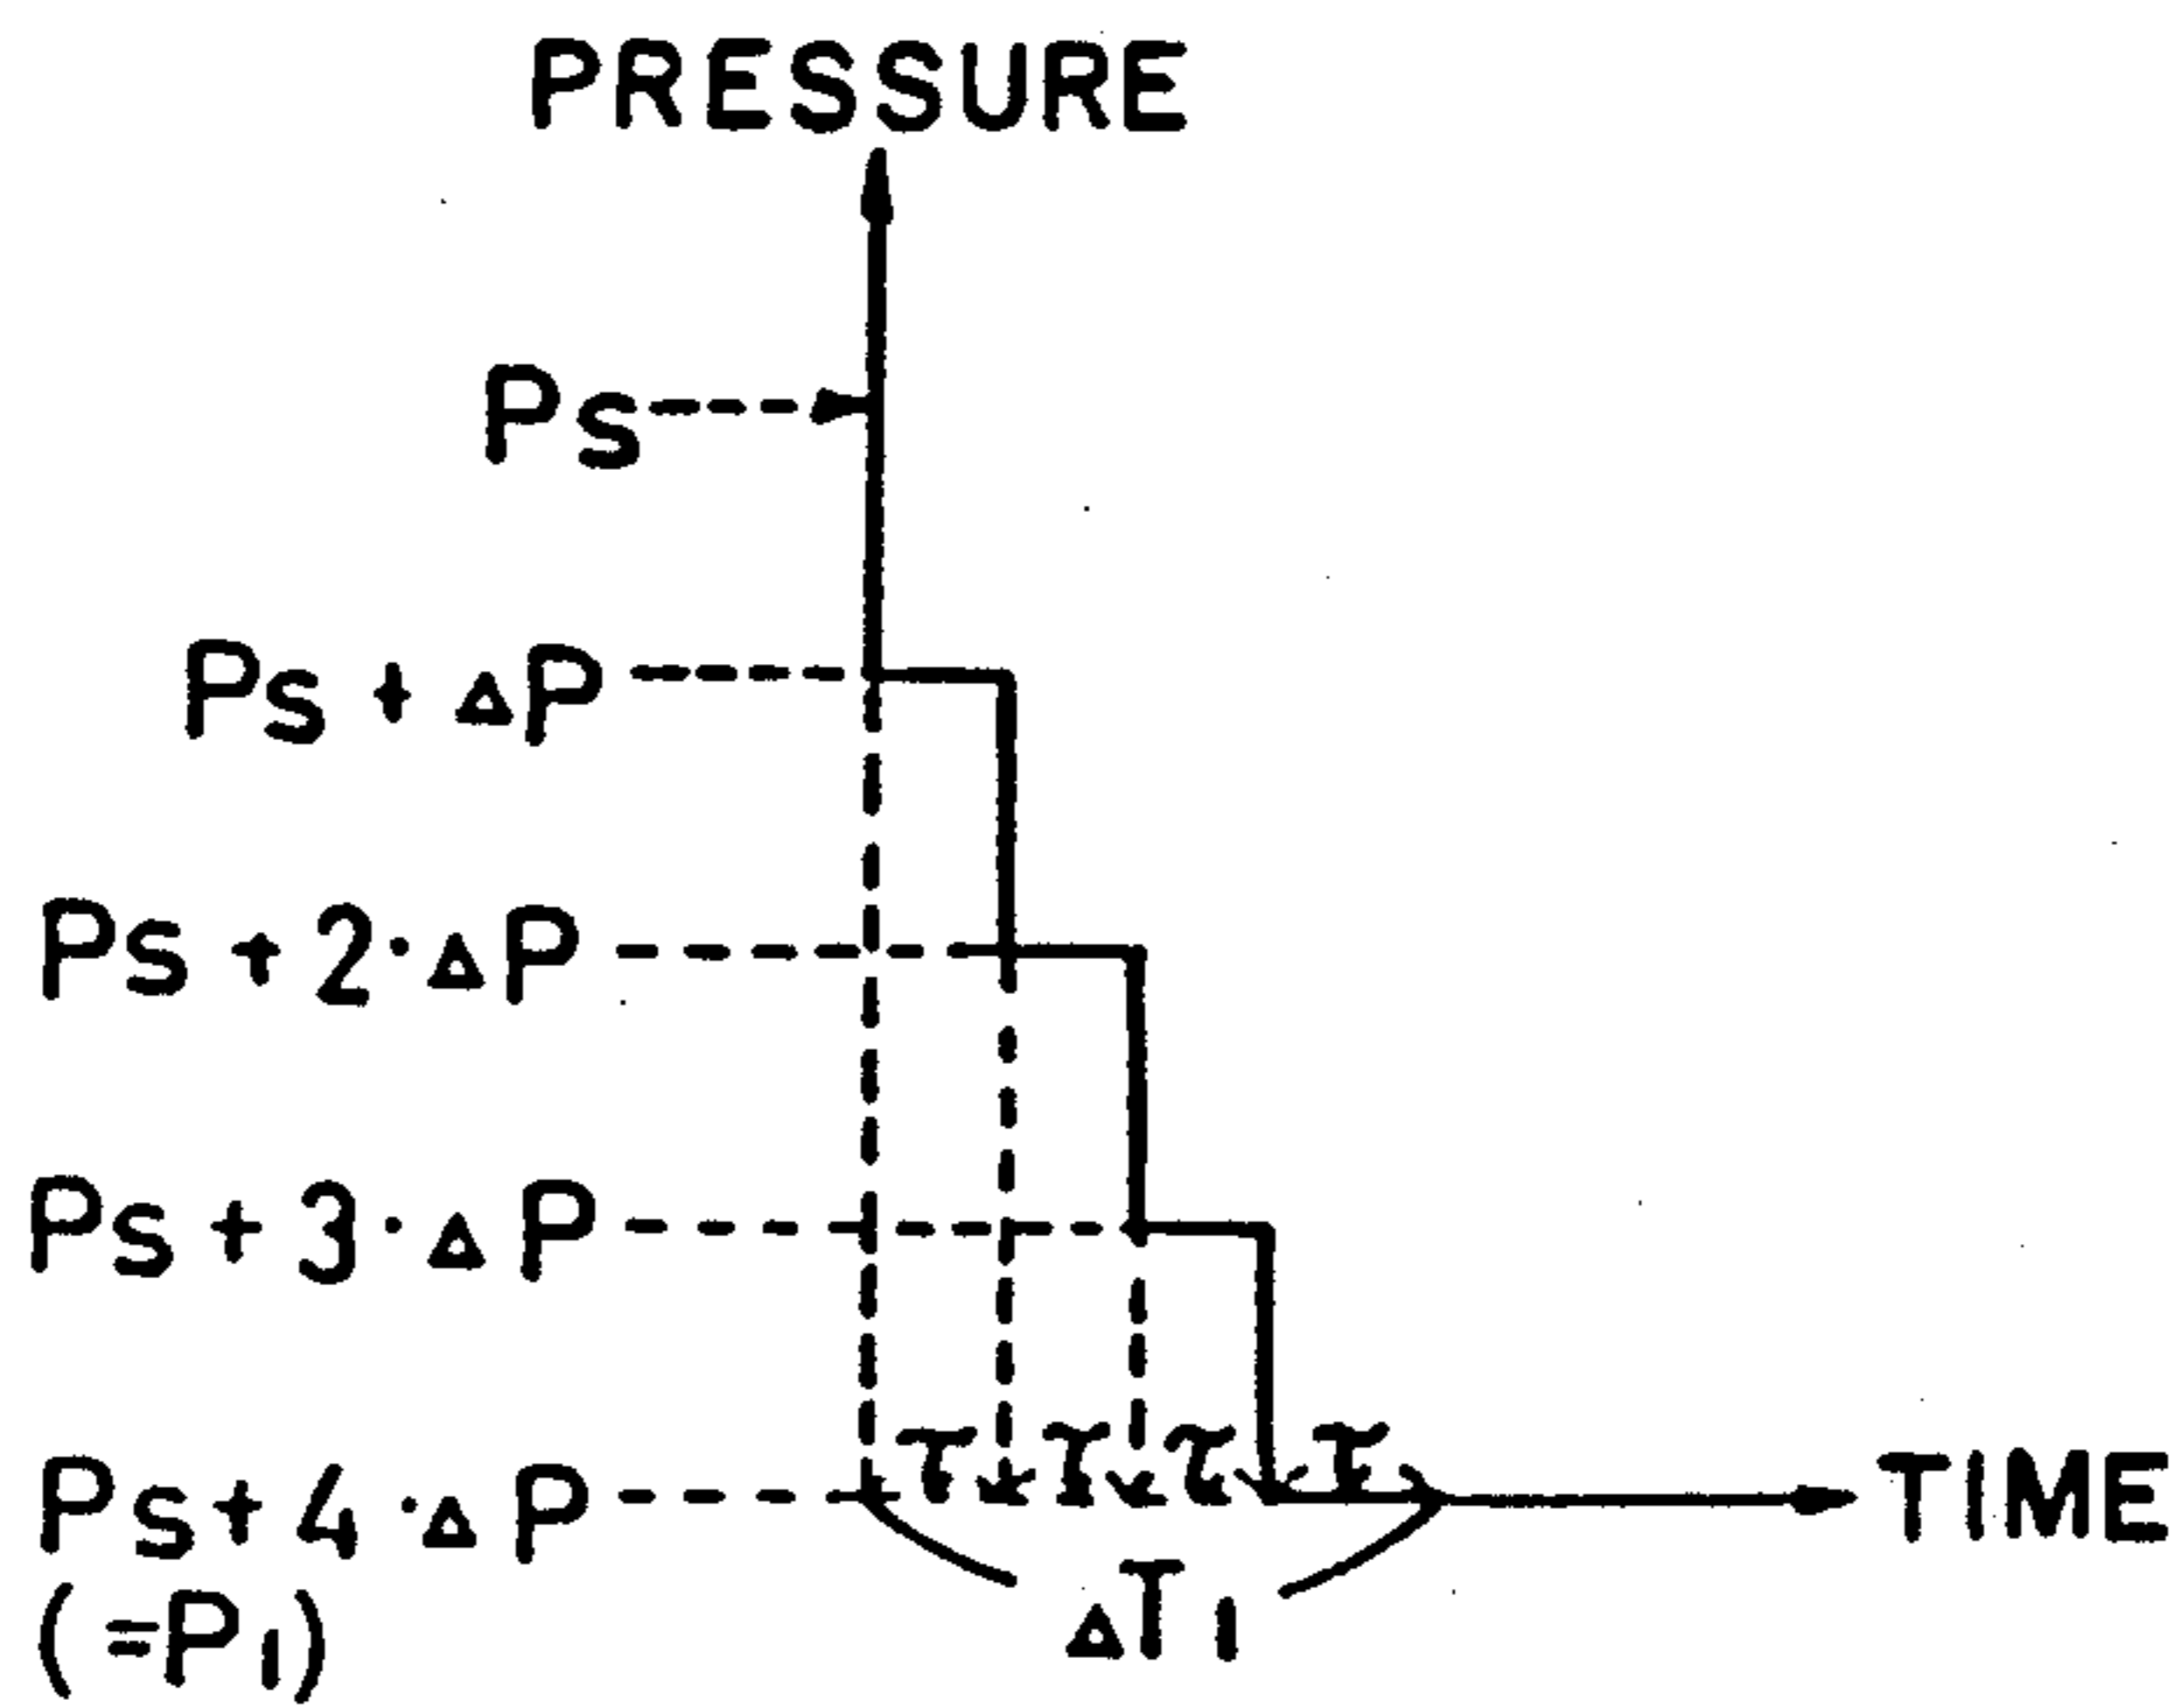 PRESSURE
Ps
Ps + ΔP
Ps + 2·ΔP
Ps + 3·ΔP
τ τ τ τ
Ps + 4·ΔP
TIME
(=P1)
ΔT1